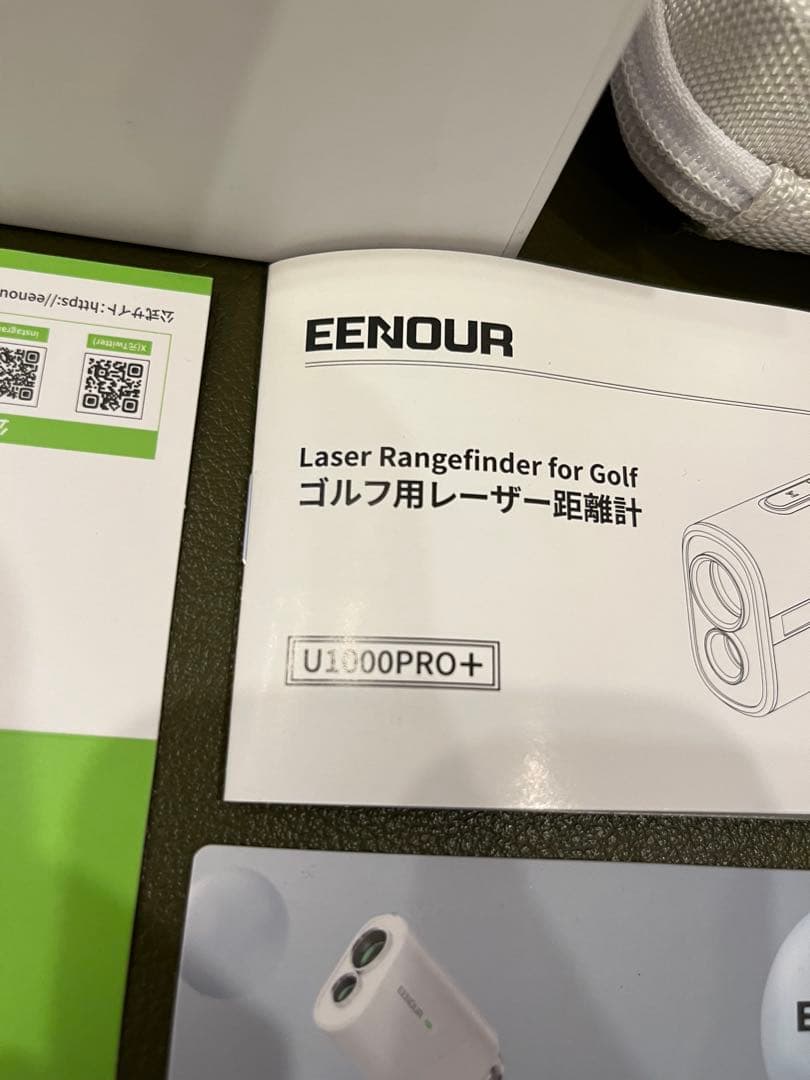 公式サイト:https://eenou
X(元Twitter)
instagra
EENOUR
Laser Rangefinder for Golf
ゴルフ用レーザー距離計
U1000PRO+
EENOUR
E